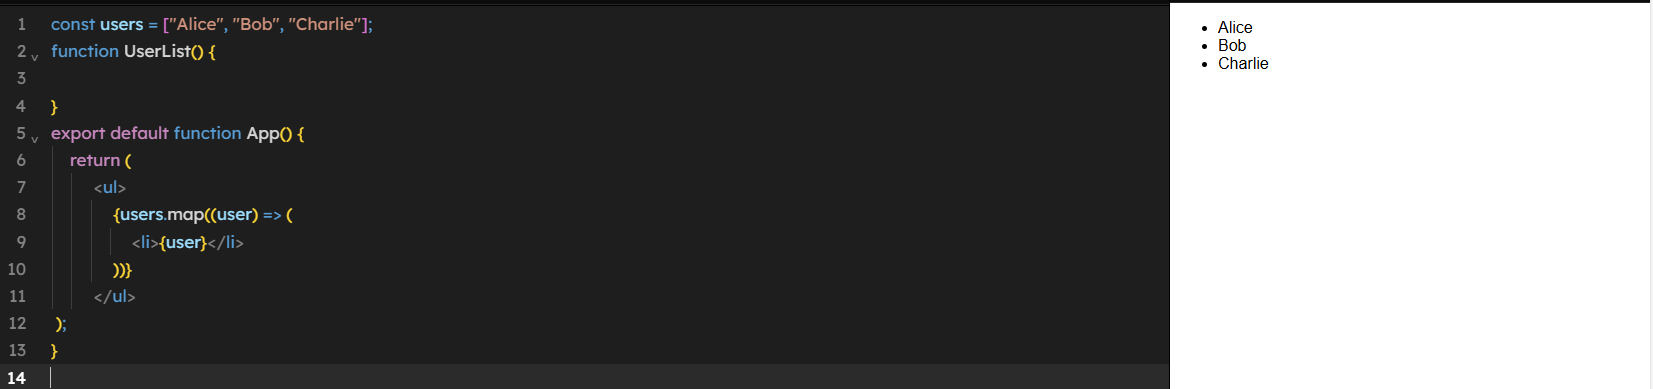 1 const users = ["Alice", "Bob", "Charlie"];
2 function UserList() {
3
4 }
5 export default function App() {
6 return (
7 <ul>
8 {users.map((user) => (
9 <li>{user}</li>
10 ))}
11 </ul>
12 );
13 }
14
• Alice
• Bob
• Charlie